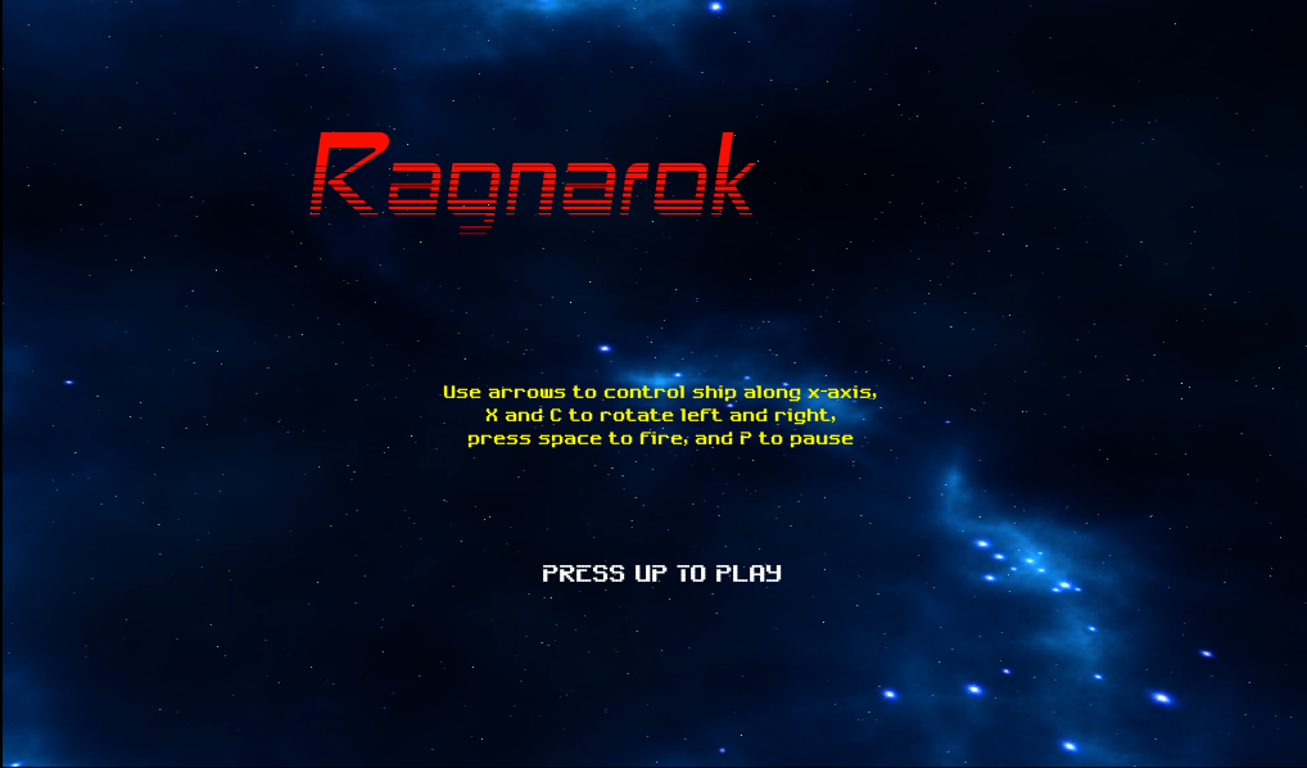 Ragnarok
Use arrows to control ship along x-axis,
X and C to rotate left and right,
press space to fire, and P to pause
PRESS UP TO PLAY